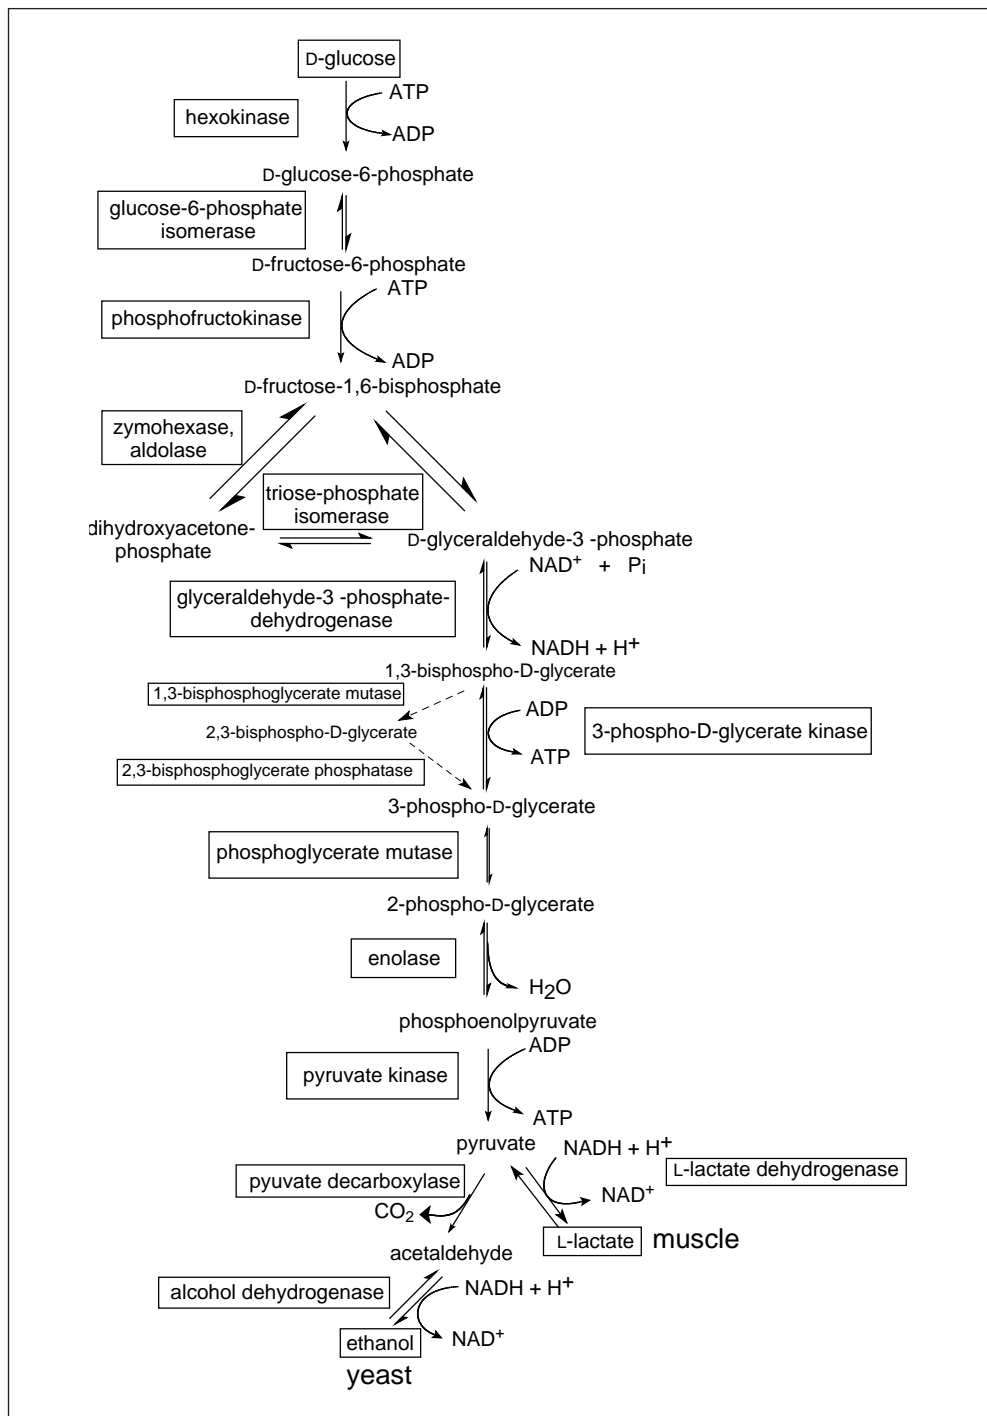 D-glucose
ATP
hexokinase
ADP
D-glucose-6-phosphate
glucose-6-phosphate
isomerase
D-fructose-6-phosphate
ATP
phosphofructokinase
ADP
D-fructose-1,6-bisphosphate
zymohexase,
aldolase
triose-phosphate
isomerase
dihydroxyacetone-
phosphate
D-glyceraldehyde-3 -phosphate
NAD+ + Pi
glyceraldehyde-3 -phosphate-
dehydrogenase
NADH + H+
1,3-bisphospho-D-glycerate
1,3-bisphosphoglycerate mutase
ADP
2,3-bisphospho-D-glycerate
3-phospho-D-glycerate kinase
ATP
2,3-bisphosphoglycerate phosphatase
3-phospho-D-glycerate
phosphoglycerate mutase
2-phospho-D-glycerate
enolase
H2O
phosphoenolpyruvate
ADP
pyruvate kinase
ATP
pyruvate
NADH + H+
L-lactate dehydrogenase
pyuvate decarboxylase
NAD+
CO2
L-lactate muscle
acetaldehyde
alcohol dehydrogenase
NADH + H+
ethanol
NAD+
yeast